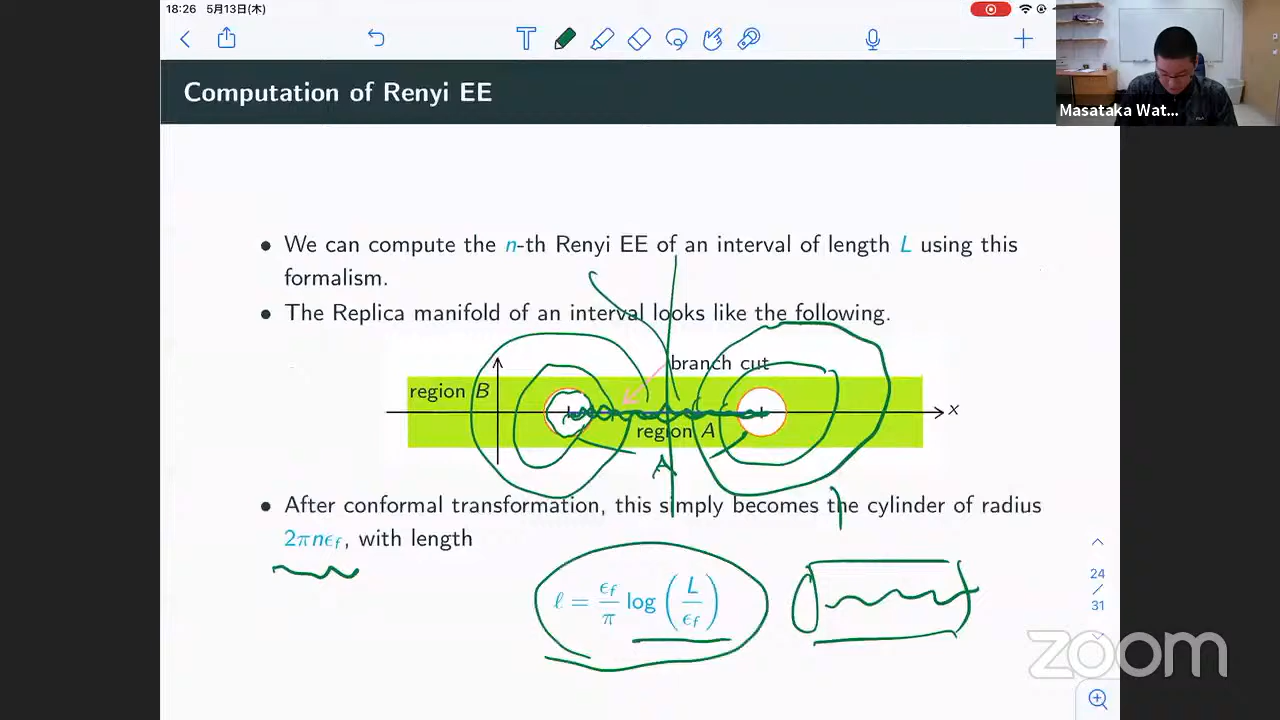 18:26 5月13日(木)
Masataka Wat...
Computation of Renyi EE
• We can compute the n-th Renyi EE of an interval of length L using this
formalism.
• The Replica manifold of an interval looks like the following.
branch cut
region B
x
region A
A
• After conformal transformation, this simply becomes the cylinder of radius
2πnϵf, with length
ℓ = ϵf/π log (L/ϵf)
24
/
31
zoom